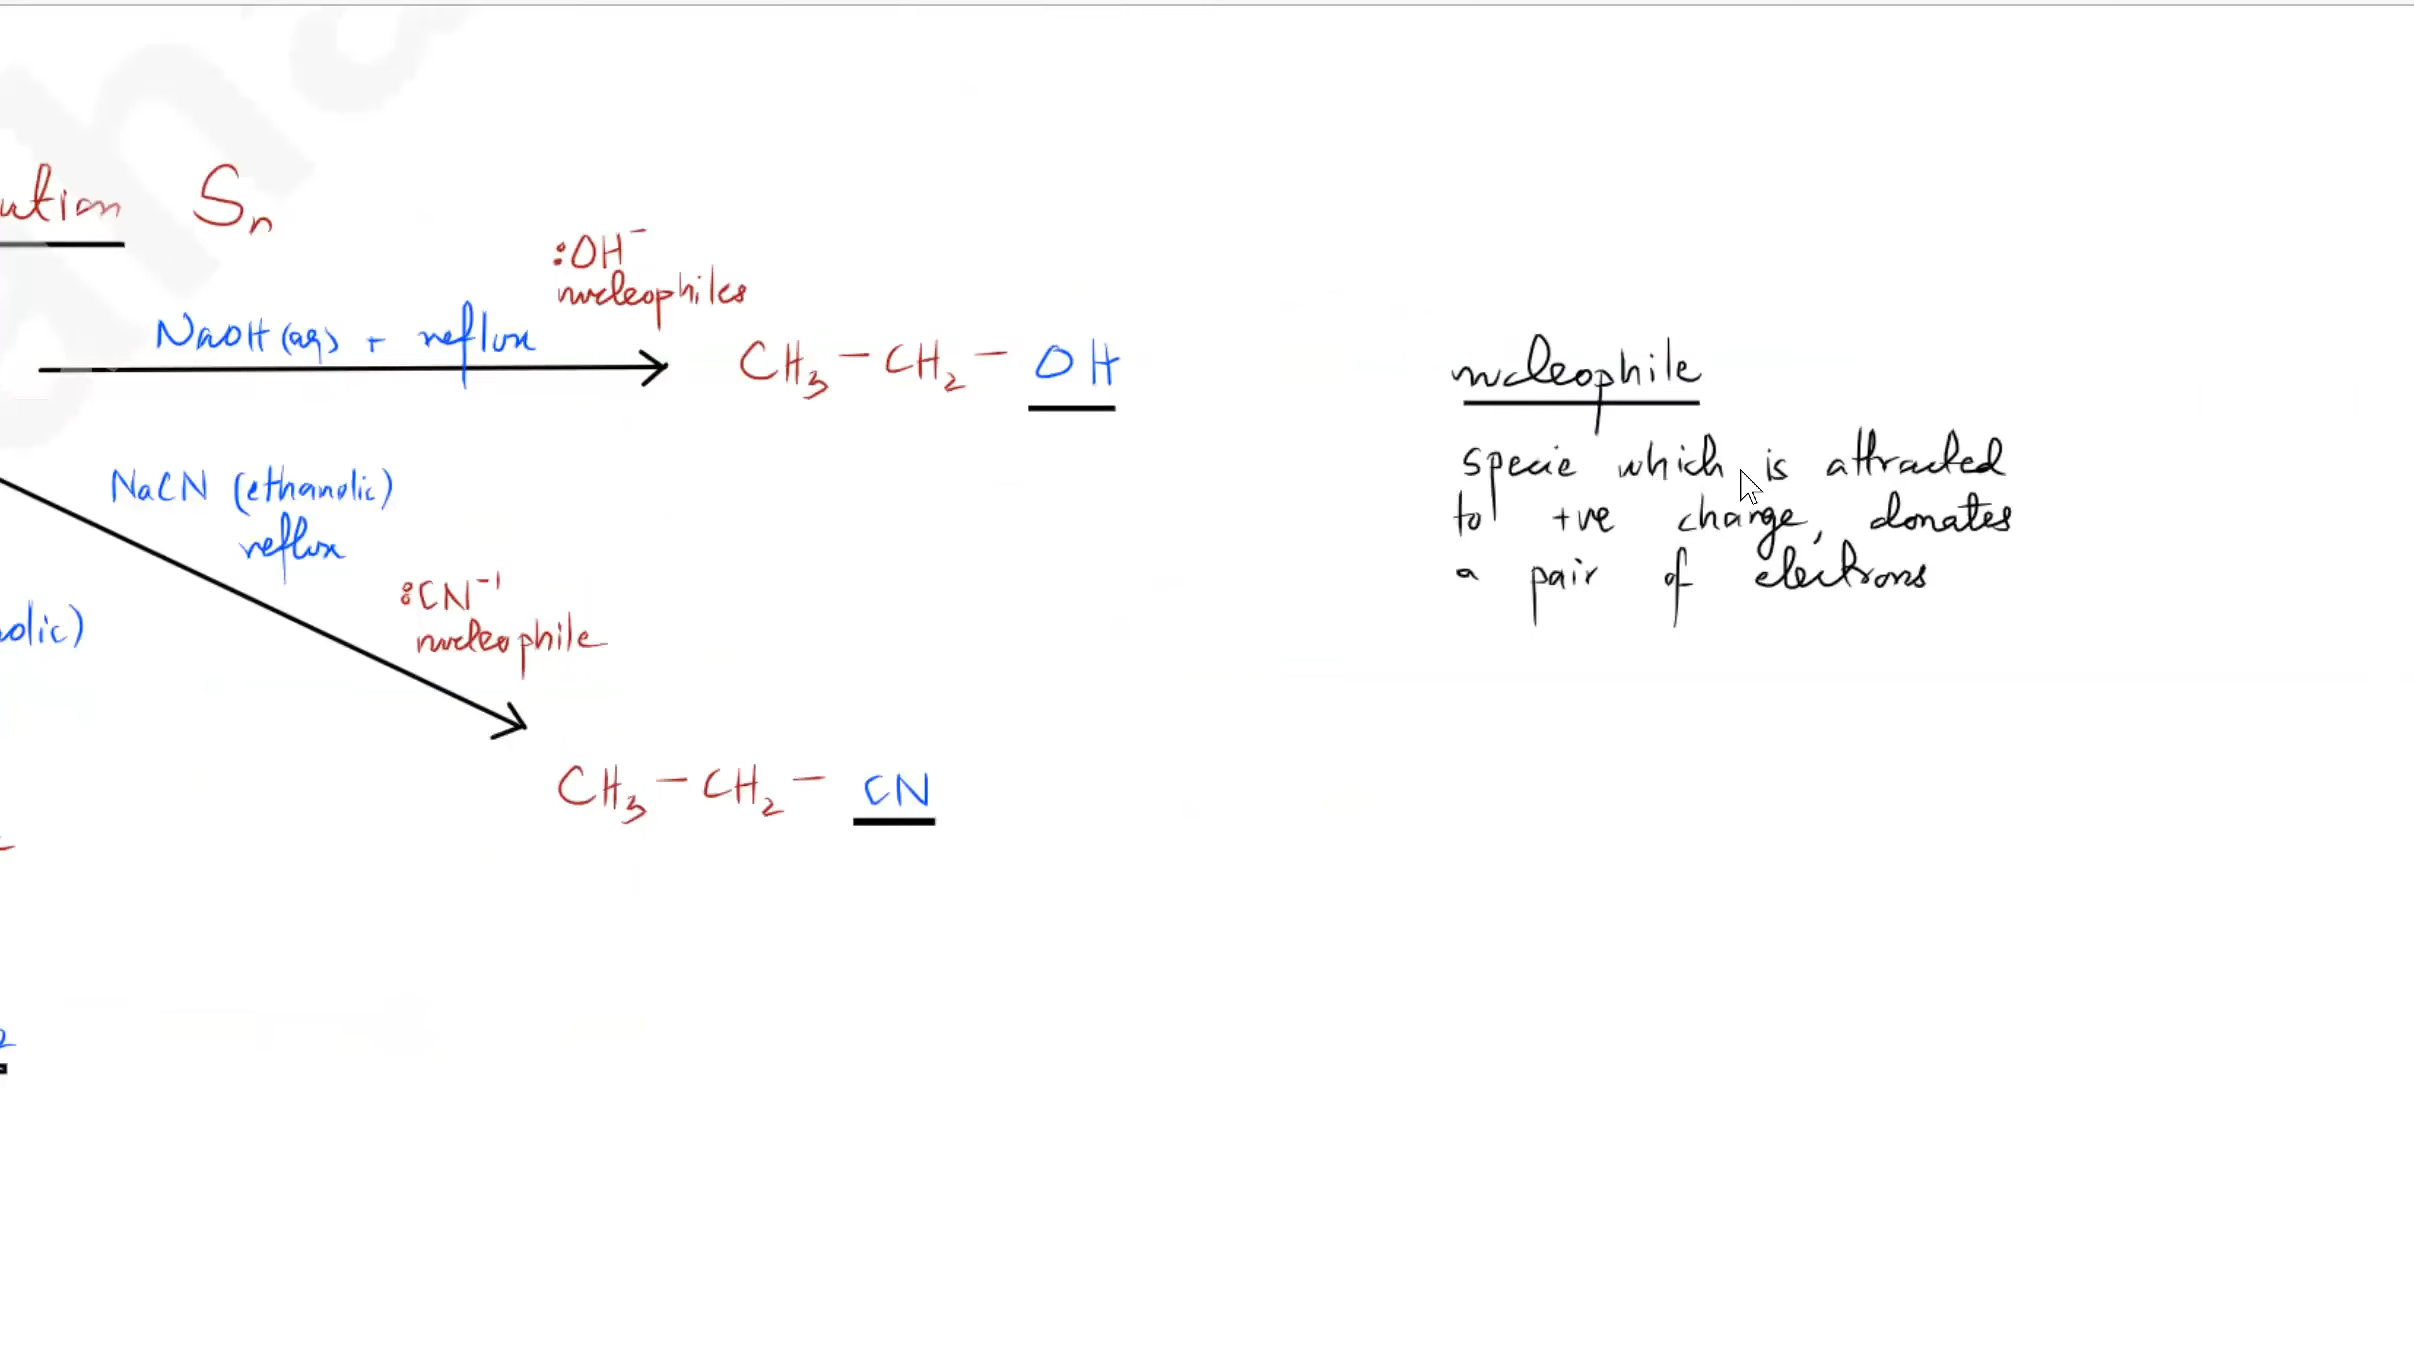 ution Sn
:OH⁻
nucleophiles
NaOH (aq) + reflux
CH₃ – CH₂ – OH
nucleophile
specie which is attracted
to +ve charge, donates
a pair of electrons
NaCN (ethanolic)
reflux
:CN⁻¹
nucleophile
olic)
CH₃ – CH₂ – CN
2